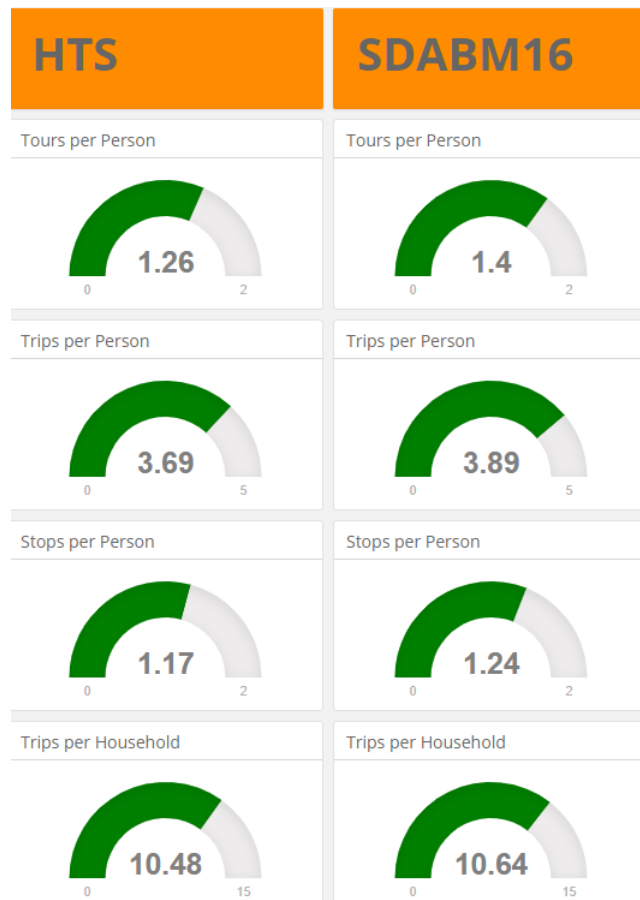 HTS SDABM16
Tours per Person Tours per Person
1.26 1.4
0 2 0 2
Trips per Person Trips per Person
3.69 3.89
0 5 0 5
Stops per Person Stops per Person
1.17 1.24
0 2 0 2
Trips per Household Trips per Household
10.48 10.64
0 15 0 15